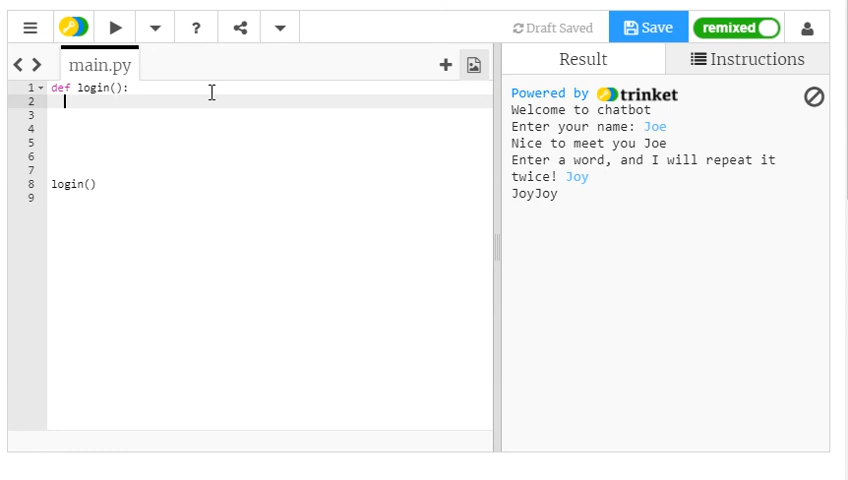 ? Draft Saved Save remixed
main.py + Result Instructions
1 def login():
2
3
4
5
6
7
8 login()
9
Powered by trinket
Welcome to chatbot
Enter your name: Joe
Nice to meet you Joe
Enter a word, and I will repeat it
twice! Joy
JoyJoy